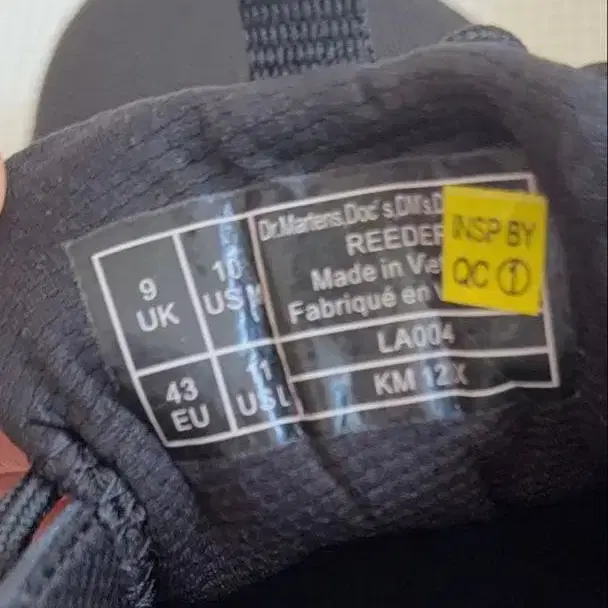 9
UK
10
US M
43
EU
11
US L
Dr.Martens,Doc's,DM's,D
REEDER
Made in Viet
Fabriqué en V
LA004
KM 12X
INSP BY
QC ①